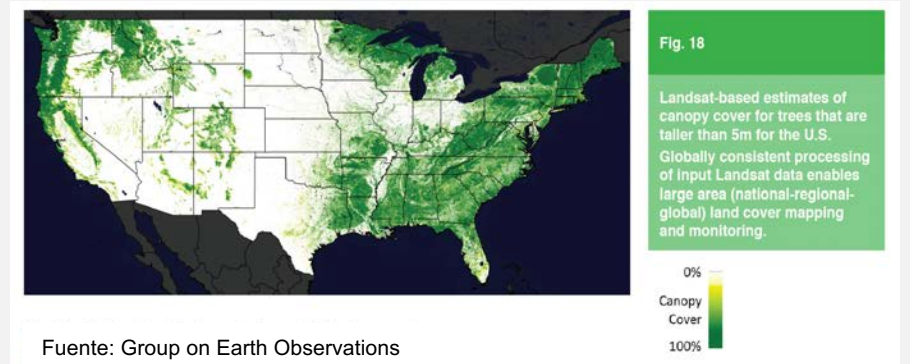 Fig. 18
Landsat-based estimates of
canopy cover for trees that are
taller than 5m for the U.S.
Globally consistent processing
of input Landsat data enables
large area (national-regional-
global) land cover mapping
and monitoring.
0%
Canopy
Cover
100%
Fuente: Group on Earth Observations